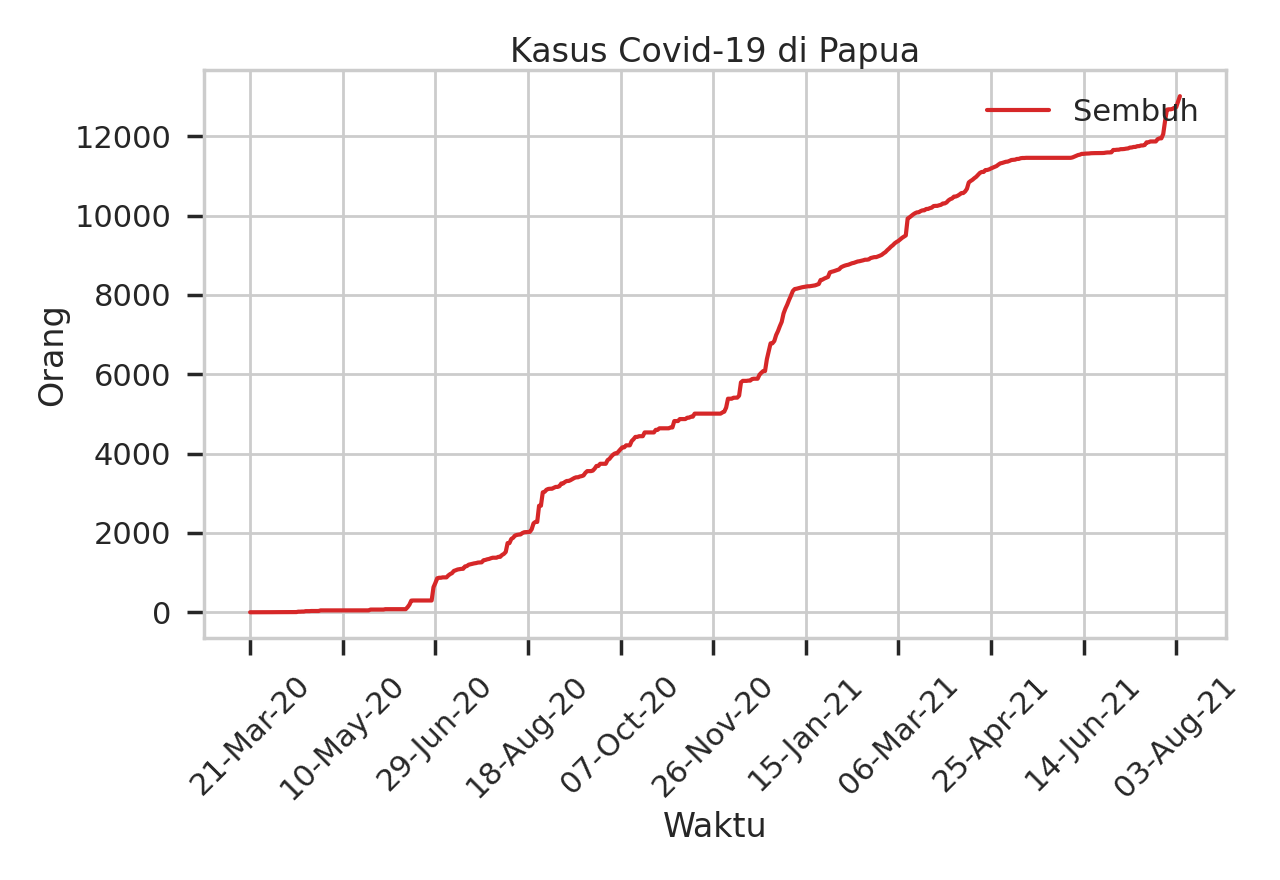 Kasus Covid-19 di Papua
Sembuh
12000
10000
8000
6000
4000
2000
0
Orang
21-Mar-20
10-May-20
29-Jun-20
18-Aug-20
07-Oct-20
26-Nov-20
15-Jan-21
06-Mar-21
25-Apr-21
14-Jun-21
03-Aug-21
Waktu